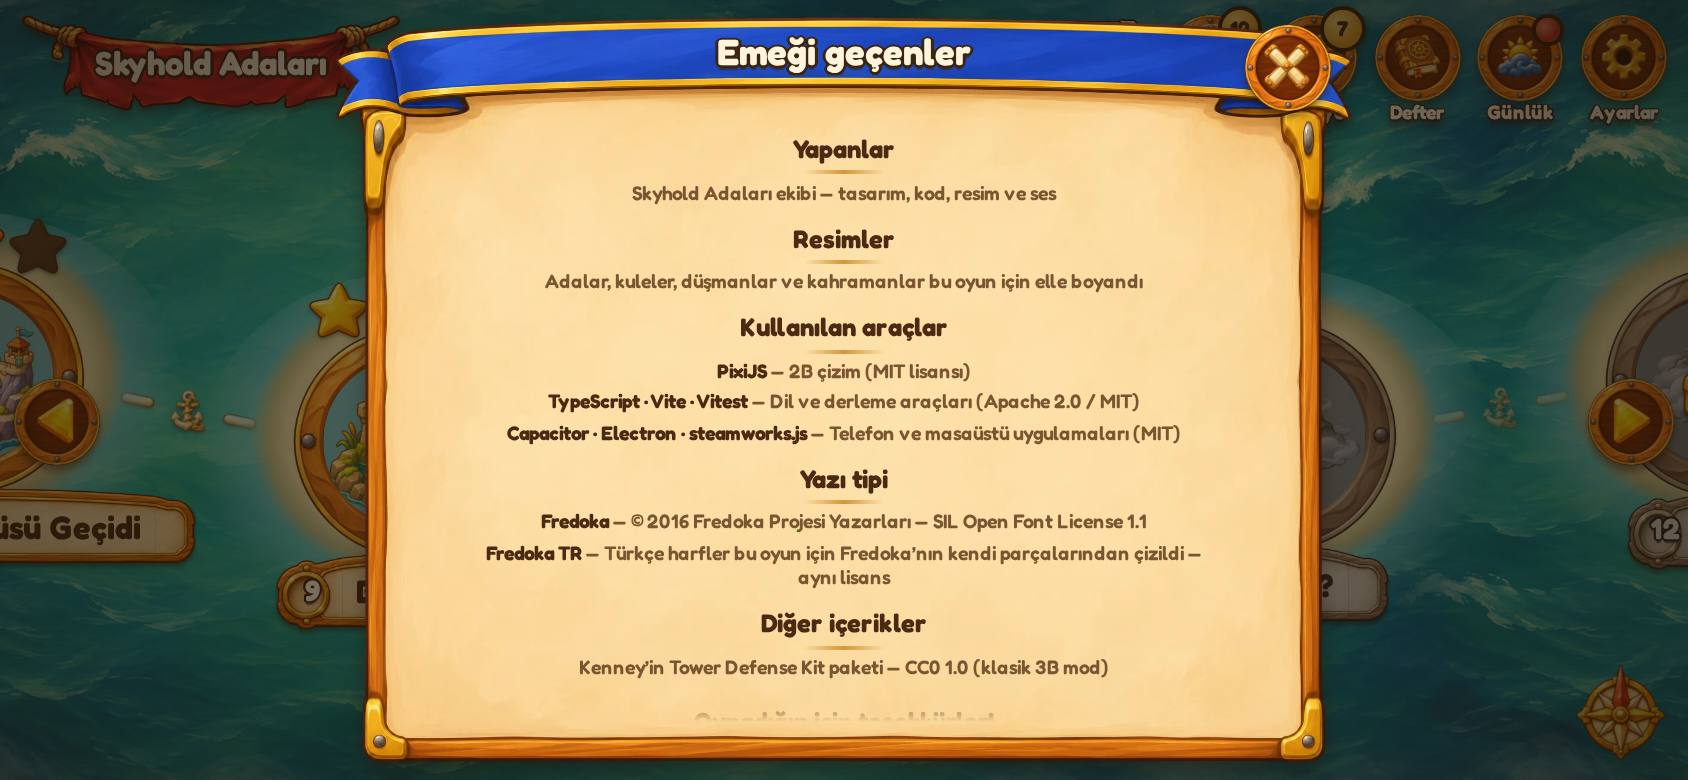 Skyhold Adaları
Emeği geçenler
7
Defter
Günlük
Ayarlar
Yapanlar
Skyhold Adaları ekibi – tasarım, kod, resim ve ses
Resimler
Adalar, kuleler, düşmanlar ve kahramanlar bu oyun için elle boyandı
Kullanılan araçlar
PixiJS – 2B çizim (MIT lisansı)
TypeScript · Vite · Vitest – Dil ve derleme araçları (Apache 2.0 / MIT)
Capacitor · Electron · steamworks.js – Telefon ve masaüstü uygulamaları (MIT)
Yazı tipi
Fredoka – © 2016 Fredoka Projesi Yazarları – SIL Open Font License 1.1
Fredoka TR – Türkçe harfler bu oyun için Fredoka’nın kendi parçalarından çizildi –
aynı lisans
Diğer içerikler
Kenney’in Tower Defense Kit paketi – CC0 1.0 (klasik 3B mod)
Geçidi
9
?
12